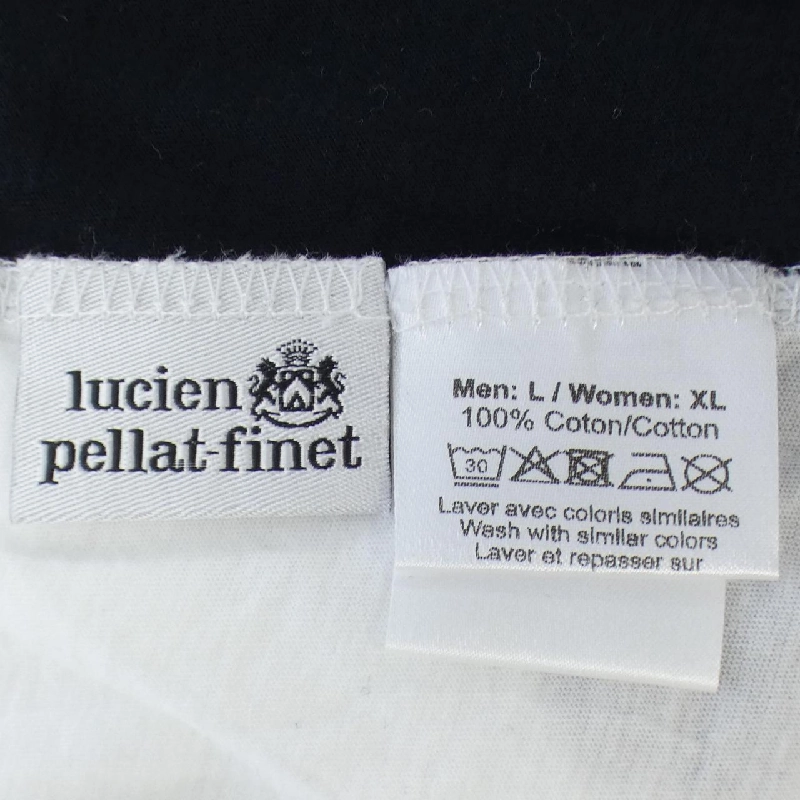 lucien
pellat-finet
Men: L / Women: XL
100% Coton/Cotton
30
Laver avec coloris similaires
Wash with similar colors
Laver et repasser sur